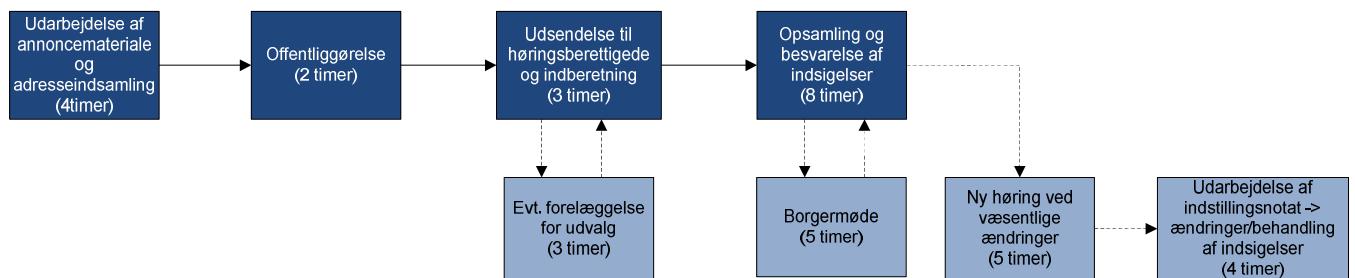 Udarbejdelse af
annoncemateriale
og
adresseindsamling
(4timer)
Offentliggørelse
(2 timer)
Udsendelse til
høringsberettigede
og indberetning
(3 timer)
Opsamling og
besvarelse af
indsigelser
(8 timer)
Evt. forelæggelse
for udvalg
(3 timer)
Borgermøde
(5 timer)
Ny høring ved
væsentlige
ændringer
(5 timer)
Udarbejdelse af
indstillingsnotat ->
ændringer/behandling
af indsigelser
(4 timer)